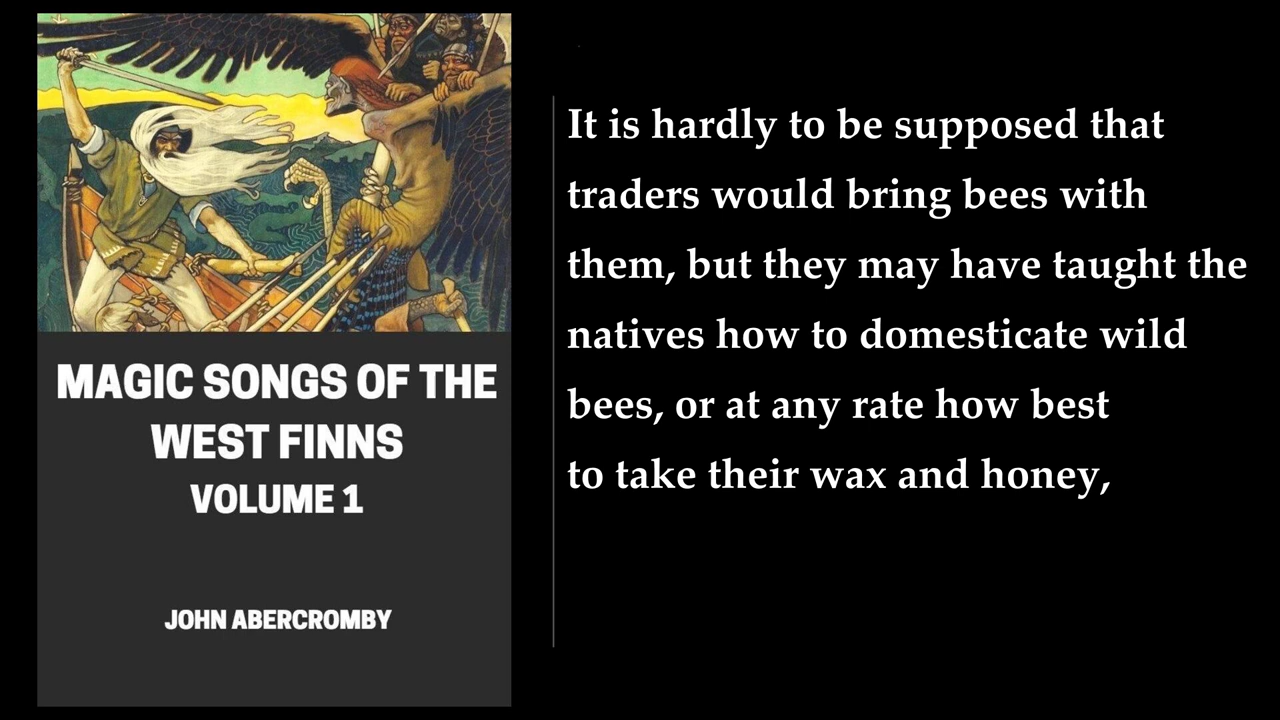 MAGIC SONGS OF THE
WEST FINNS
VOLUME 1
JOHN ABERCROMBY
It is hardly to be supposed that
traders would bring bees with
them, but they may have taught the
natives how to domesticate wild
bees, or at any rate how best
to take their wax and honey,